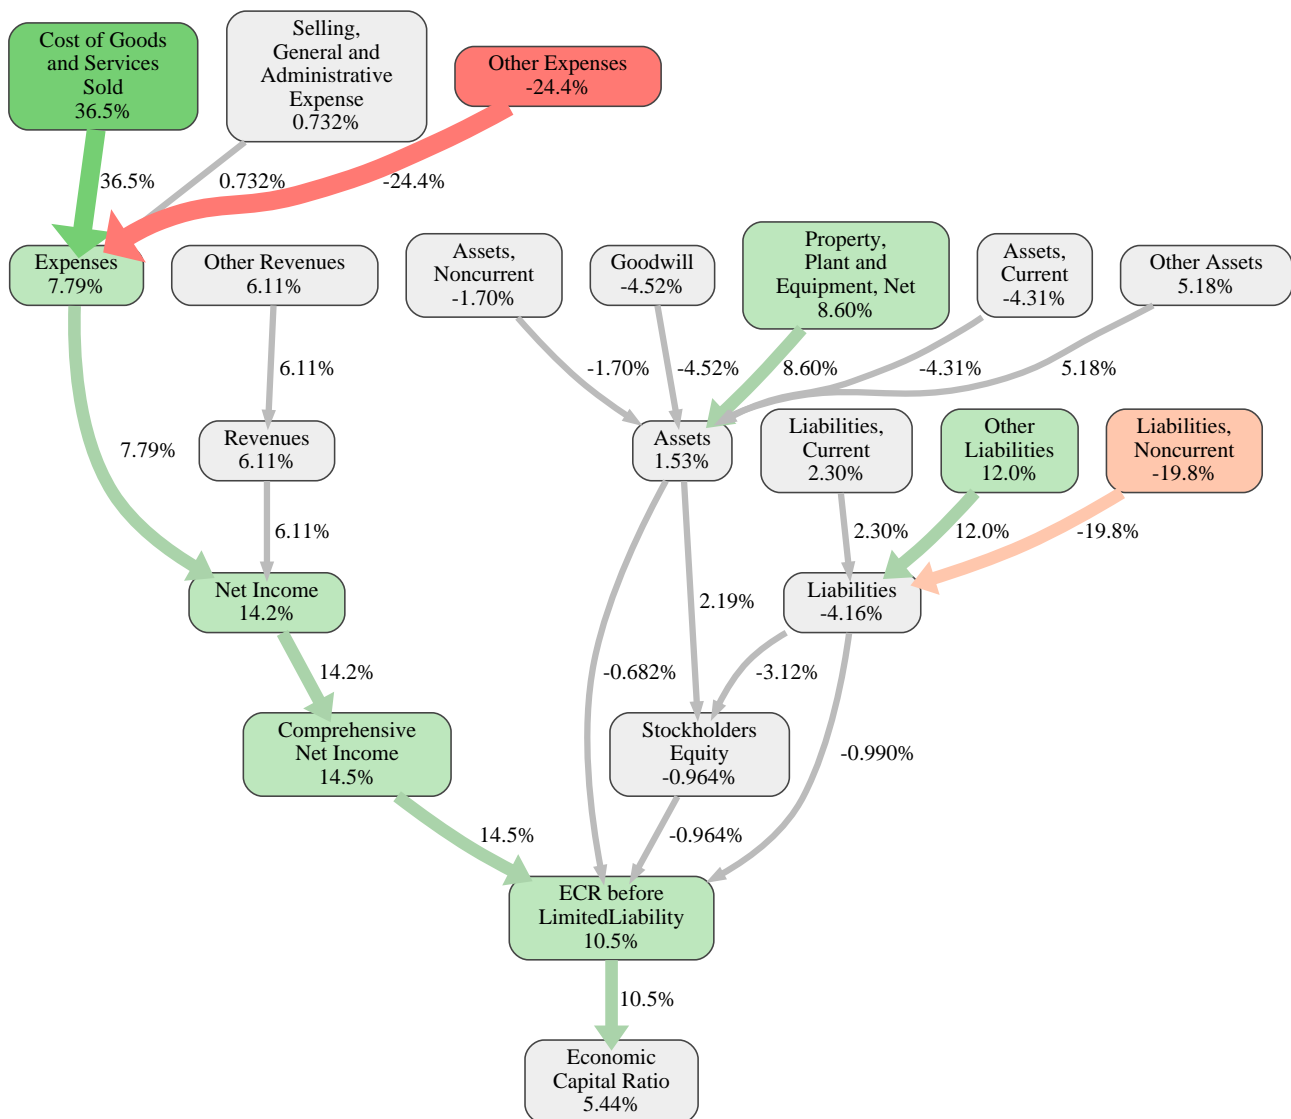 Cost of Goods
and Services
Sold
36.5%
Selling,
General and
Administrative
Expense
0.732%
Other Expenses
-24.4%
36.5%
0.732%
-24.4%
Expenses
7.79%
Other Revenues
6.11%
Assets,
Noncurrent
-1.70%
Goodwill
-4.52%
Property,
Plant and
Equipment, Net
8.60%
Assets,
Current
-4.31%
Other Assets
5.18%
6.11%
-1.70%
-4.52%
8.60%
-4.31%
5.18%
7.79%
Revenues
6.11%
Assets
1.53%
Liabilities,
Current
2.30%
Other
Liabilities
12.0%
Liabilities,
Noncurrent
-19.8%
6.11%
2.30%
12.0%
-19.8%
Net Income
14.2%
2.19%
Liabilities
-4.16%
14.2%
-0.682%
-3.12%
Comprehensive
Net Income
14.5%
Stockholders
Equity
-0.964%
-0.990%
14.5%
-0.964%
ECR before
LimitedLiability
10.5%
10.5%
Economic
Capital Ratio
5.44%